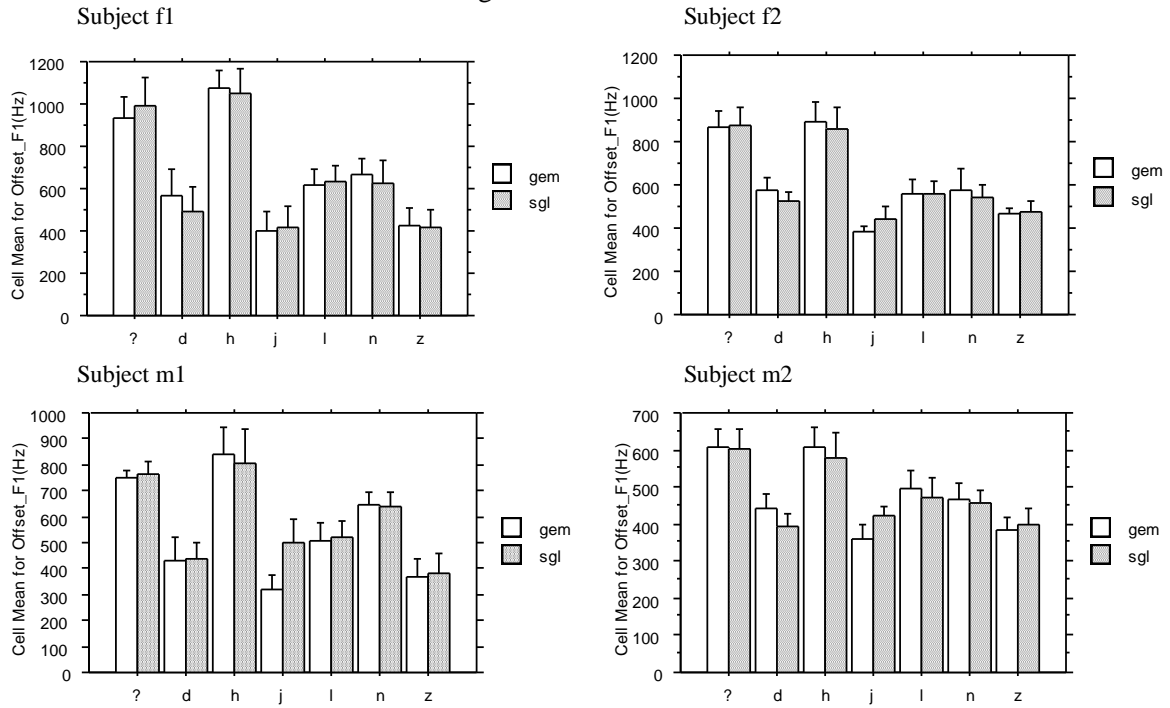 Subject f1
Cell Mean for Offset_F1(Hz)
1200
1000
800
600
400
200
0
? d h j l n z
gem
sgl
Subject f2
Cell Mean for Offset_F1(Hz)
1200
1000
800
600
400
200
0
? d h j l n z
gem
sgl
Subject m1
Cell Mean for Offset_F1(Hz)
1000
900
800
700
600
500
400
300
200
100
0
? d h j l n z
gem
sgl
Subject m2
Cell Mean for Offset_F1(Hz)
700
600
500
400
300
200
100
0
? d h j l n z
gem
sgl